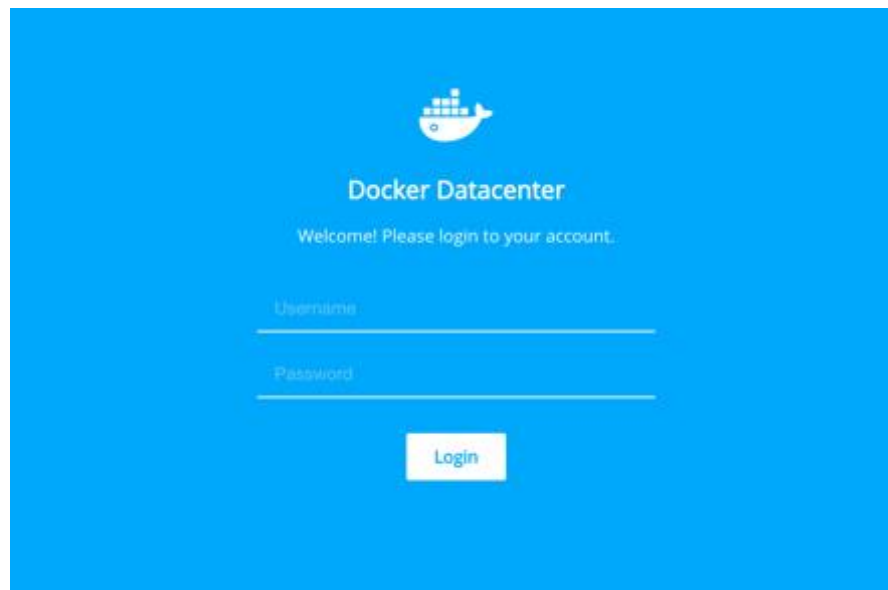 Docker Datacenter
Welcome! Please login to your account.
Username
Password
Login